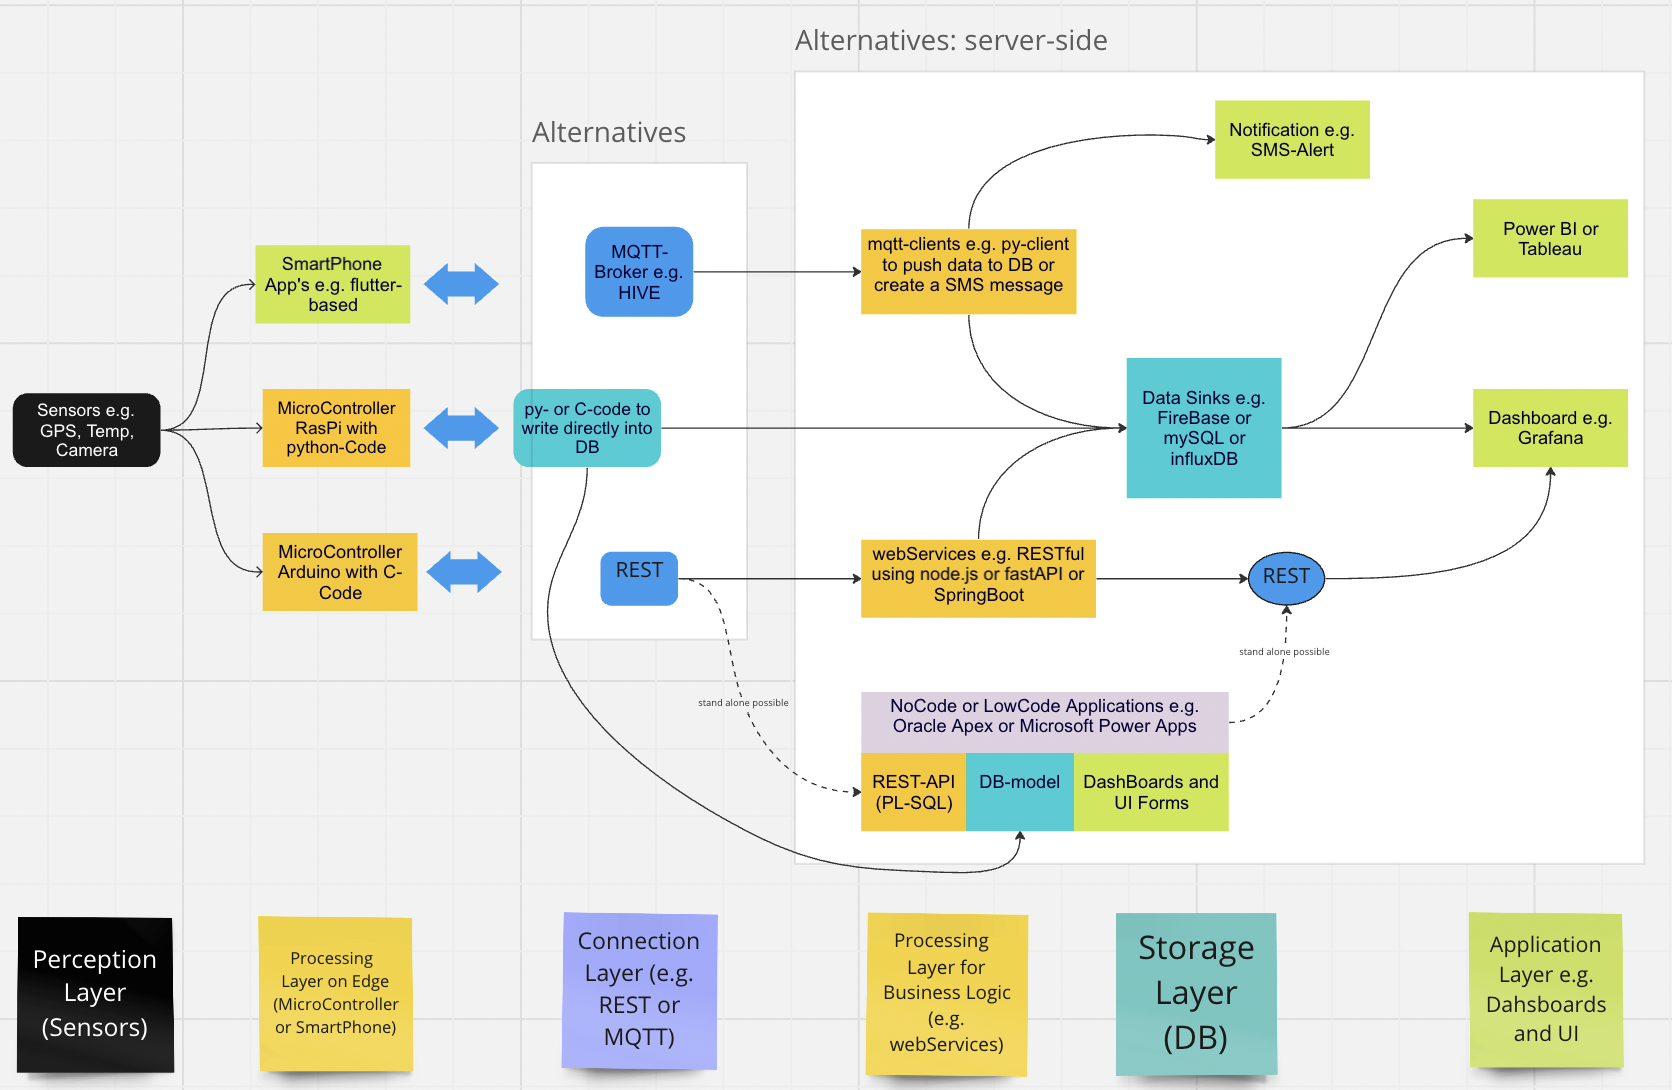 Alternatives: server-side
Alternatives
Notification e.g.
SMS-Alert
SmartPhone
App's e.g. flutter-
based
MQTT-
Broker e.g.
HIVE
mqtt-clients e.g. py-client
to push data to DB or
create a SMS message
Power BI or
Tableau
Sensors e.g.
GPS, Temp,
Camera
MicroController
RasPi with
python-Code
py- or C-code to
write directly into
DB
Data Sinks e.g.
FireBase or
mySQL or
influxDB
Dashboard e.g.
Grafana
MicroController
Arduino with C-
Code
REST
webServices e.g. RESTful
using node.js or fastAPI or
SpringBoot
REST
stand alone possible
stand alone possible
NoCode or LowCode Applications e.g.
Oracle Apex or Microsoft Power Apps
REST-API
(PL-SQL)
DB-model
DashBoards and
UI Forms
Perception
Layer
(Sensors)
Processing
Layer on Edge
(MicroController
or SmartPhone)
Connection
Layer (e.g.
REST or
MQTT)
Processing
Layer for
Business Logic
(e.g.
webServices)
Storage
Layer
(DB)
Application
Layer e.g.
Dahsboards
and UI